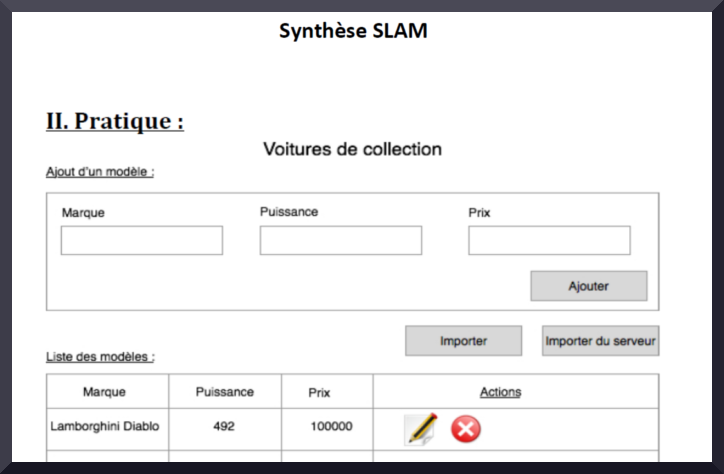 Synthèse SLAM
II. Pratique :
Voitures de collection
Ajout d'un modèle :
Marque Puissance Prix
Ajouter
Importer Importer du serveur
Liste des modèles :
Marque Puissance Prix Actions
Lamborghini Diablo 492 100000